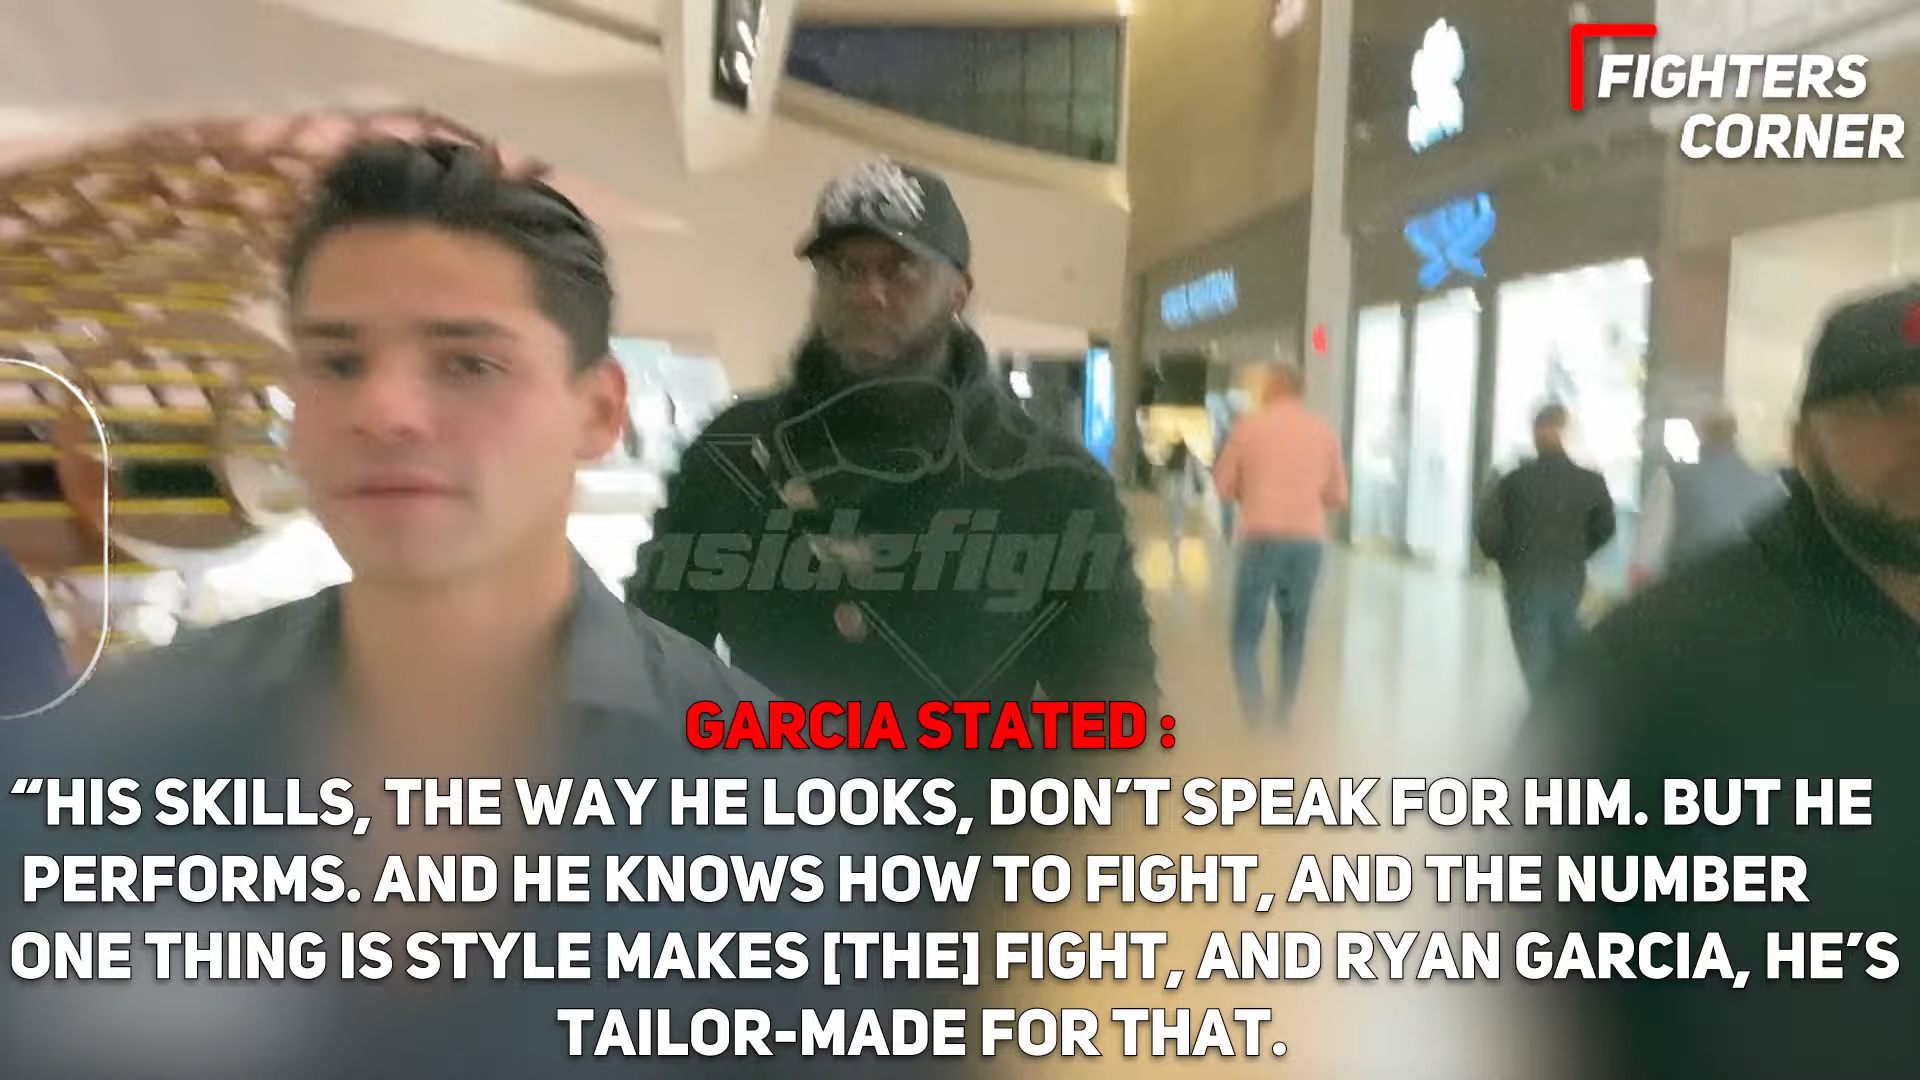 FIGHTERS
CORNER
nsidefigh
GARCIA STATED :
“HIS SKILLS, THE WAY HE LOOKS, DON’T SPEAK FOR HIM. BUT HE
PERFORMS. AND HE KNOWS HOW TO FIGHT, AND THE NUMBER
ONE THING IS STYLE MAKES [THE] FIGHT, AND RYAN GARCIA, HE’S
TAILOR-MADE FOR THAT.